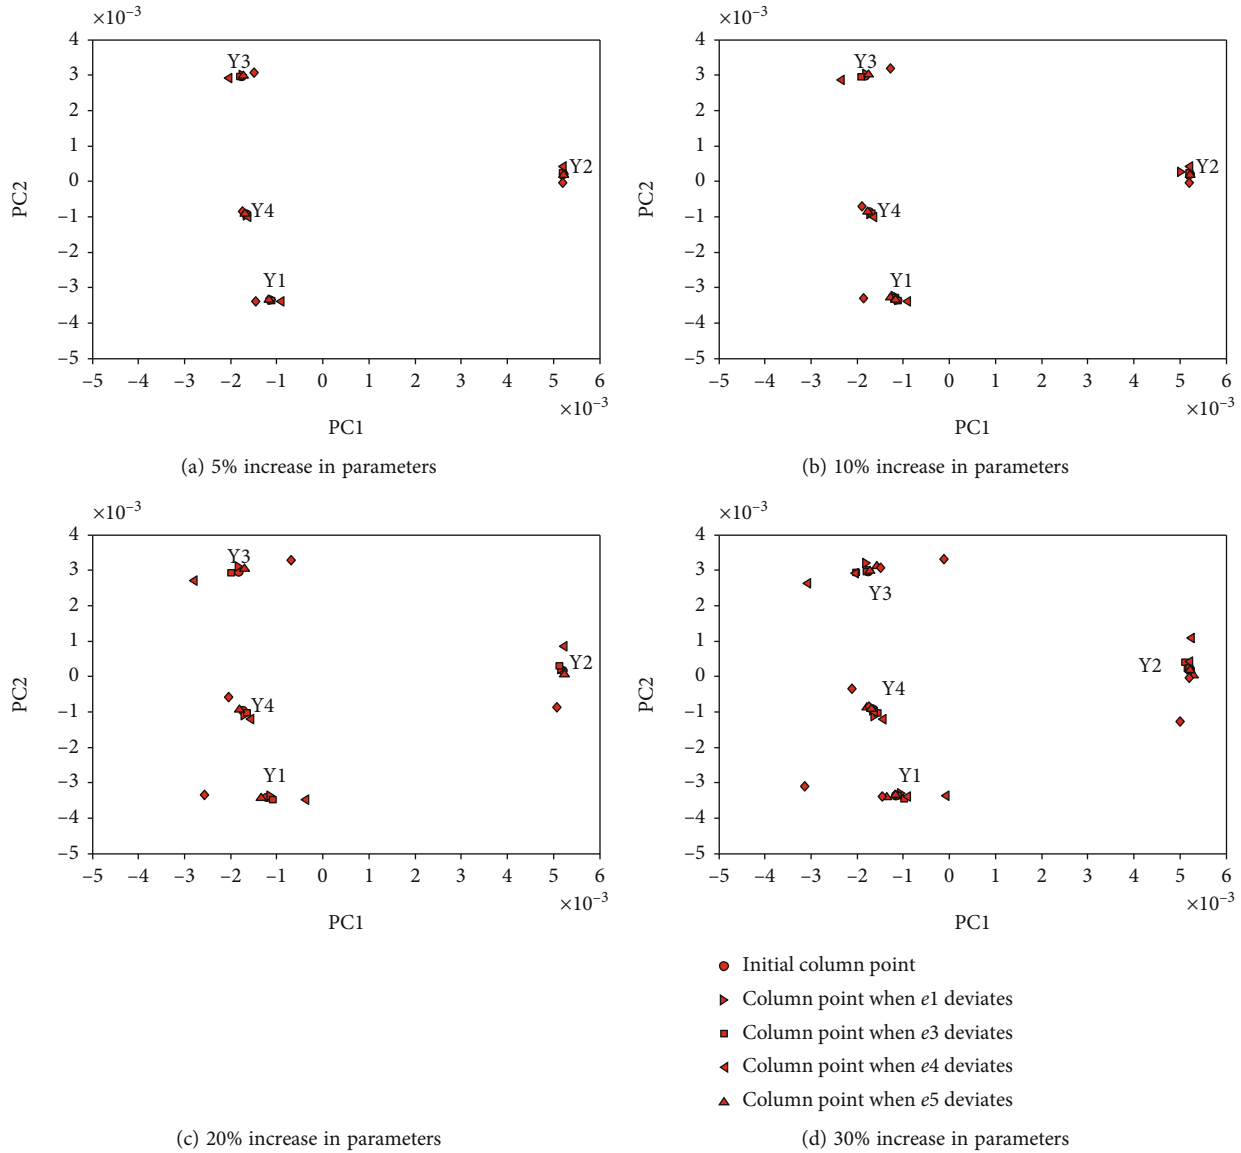 ×10⁻³
4
3
2
1
0
−1
−2
−3
−4
−5
PC2
Y3
Y2
Y4
Y1
−5 −4 −3 −2 −1 0 1 2 3 4 5 6
×10⁻³
PC1
(a) 5% increase in parameters
×10⁻³
4
3
2
1
0
−1
−2
−3
−4
−5
PC2
Y3
Y2
Y4
Y1
−5 −4 −3 −2 −1 0 1 2 3 4 5 6
×10⁻³
PC1
(b) 10% increase in parameters
×10⁻³
4
3
2
1
0
−1
−2
−3
−4
−5
PC2
Y3
Y2
Y4
Y1
−5 −4 −3 −2 −1 0 1 2 3 4 5 6
×10⁻³
PC1
(c) 20% increase in parameters
×10⁻³
4
3
2
1
0
−1
−2
−3
−4
−5
PC2
Y3
Y2
Y4
Y1
−5 −4 −3 −2 −1 0 1 2 3 4 5 6
×10⁻³
PC1
Initial column point
Column point when e1 deviates
Column point when e3 deviates
Column point when e4 deviates
Column point when e5 deviates
(d) 30% increase in parameters